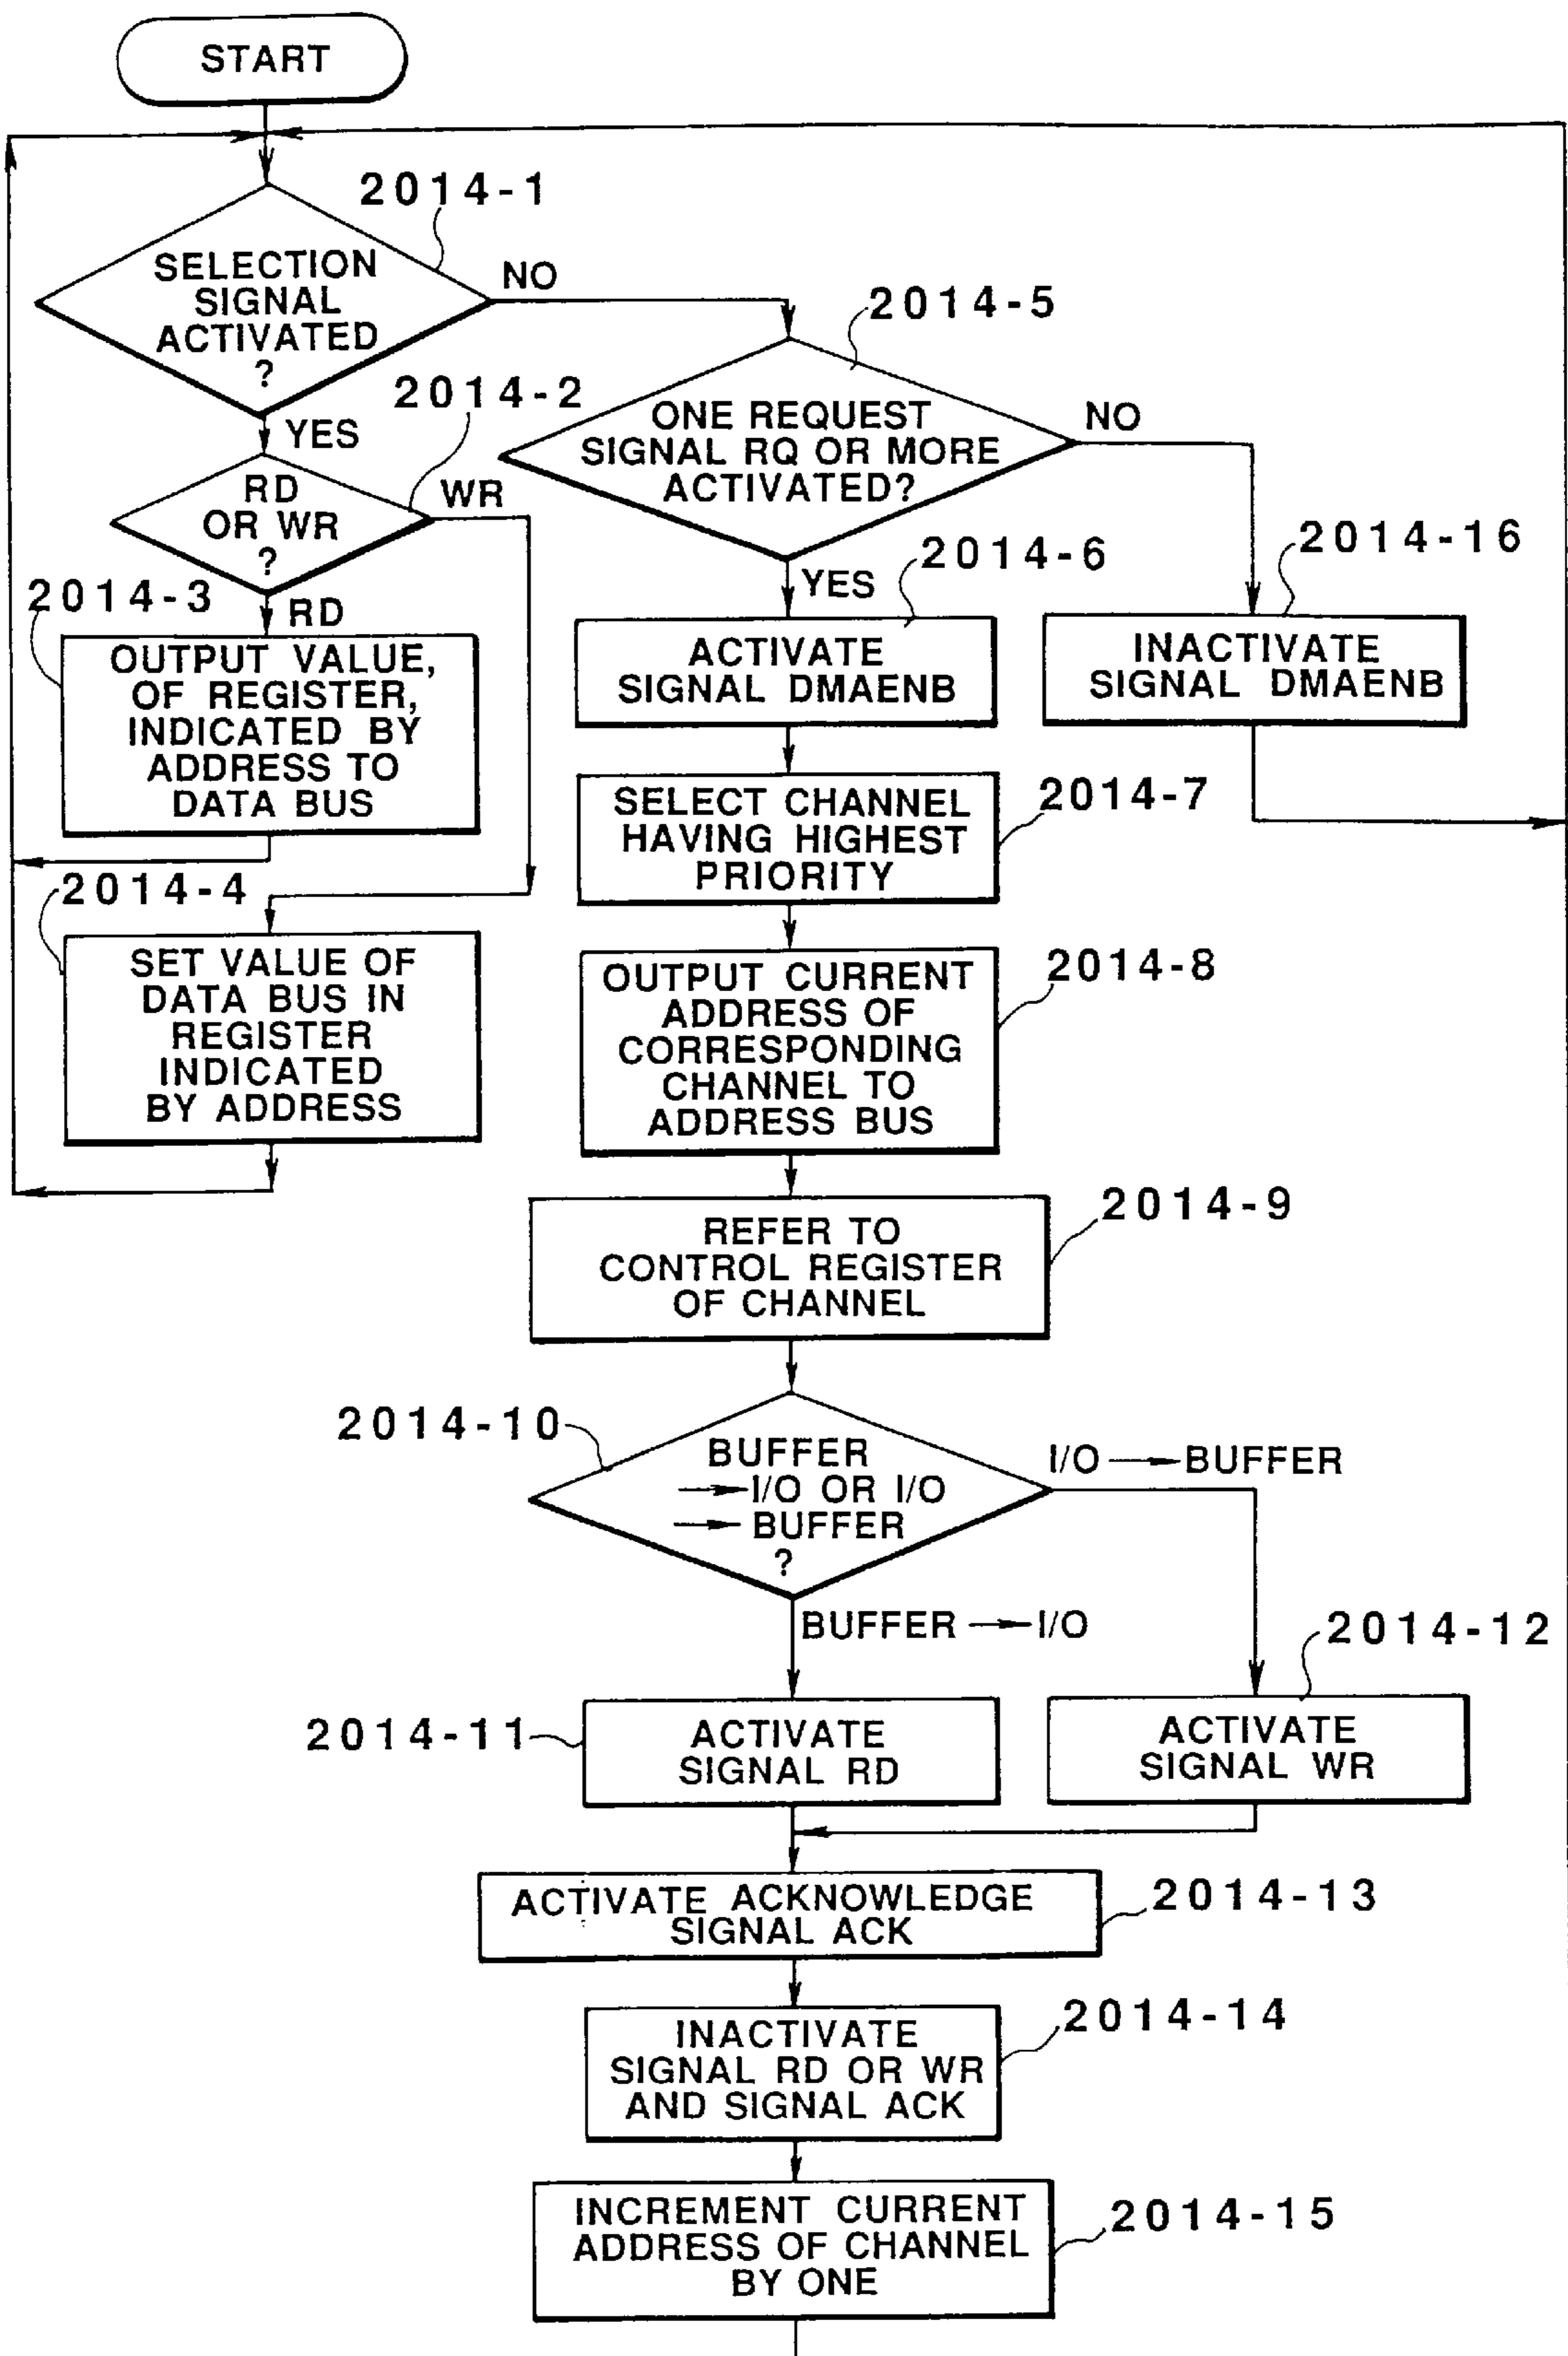 START
2014-1
SELECTION
SIGNAL
ACTIVATED
?
NO
YES
2014-2
RD
OR WR
?
WR
RD
2014-3
OUTPUT VALUE,
OF REGISTER,
INDICATED BY
ADDRESS TO
DATA BUS
2014-4
SET VALUE OF
DATA BUS IN
REGISTER
INDICATED
BY ADDRESS
2014-5
ONE REQUEST
SIGNAL RQ OR MORE
ACTIVATED?
NO
YES
2014-16
INACTIVATE
SIGNAL DMAENB
2014-6
ACTIVATE
SIGNAL DMAENB
2014-7
SELECT CHANNEL
HAVING HIGHEST
PRIORITY
2014-8
OUTPUT CURRENT
ADDRESS OF
CORRESPONDING
CHANNEL TO
ADDRESS BUS
2014-9
REFER TO
CONTROL REGISTER
OF CHANNEL
2014-10
BUFFER
→ I/O OR I/O
→ BUFFER
?
I/O → BUFFER
BUFFER → I/O
2014-11
ACTIVATE
SIGNAL RD
2014-12
ACTIVATE
SIGNAL WR
2014-13
ACTIVATE ACKNOWLEDGE
SIGNAL ACK
2014-14
INACTIVATE
SIGNAL RD OR WR
AND SIGNAL ACK
2014-15
INCREMENT CURRENT
ADDRESS OF CHANNEL
BY ONE